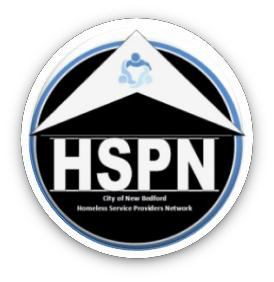 HSPN
City of New Bedford
Homeless Service Providers Network